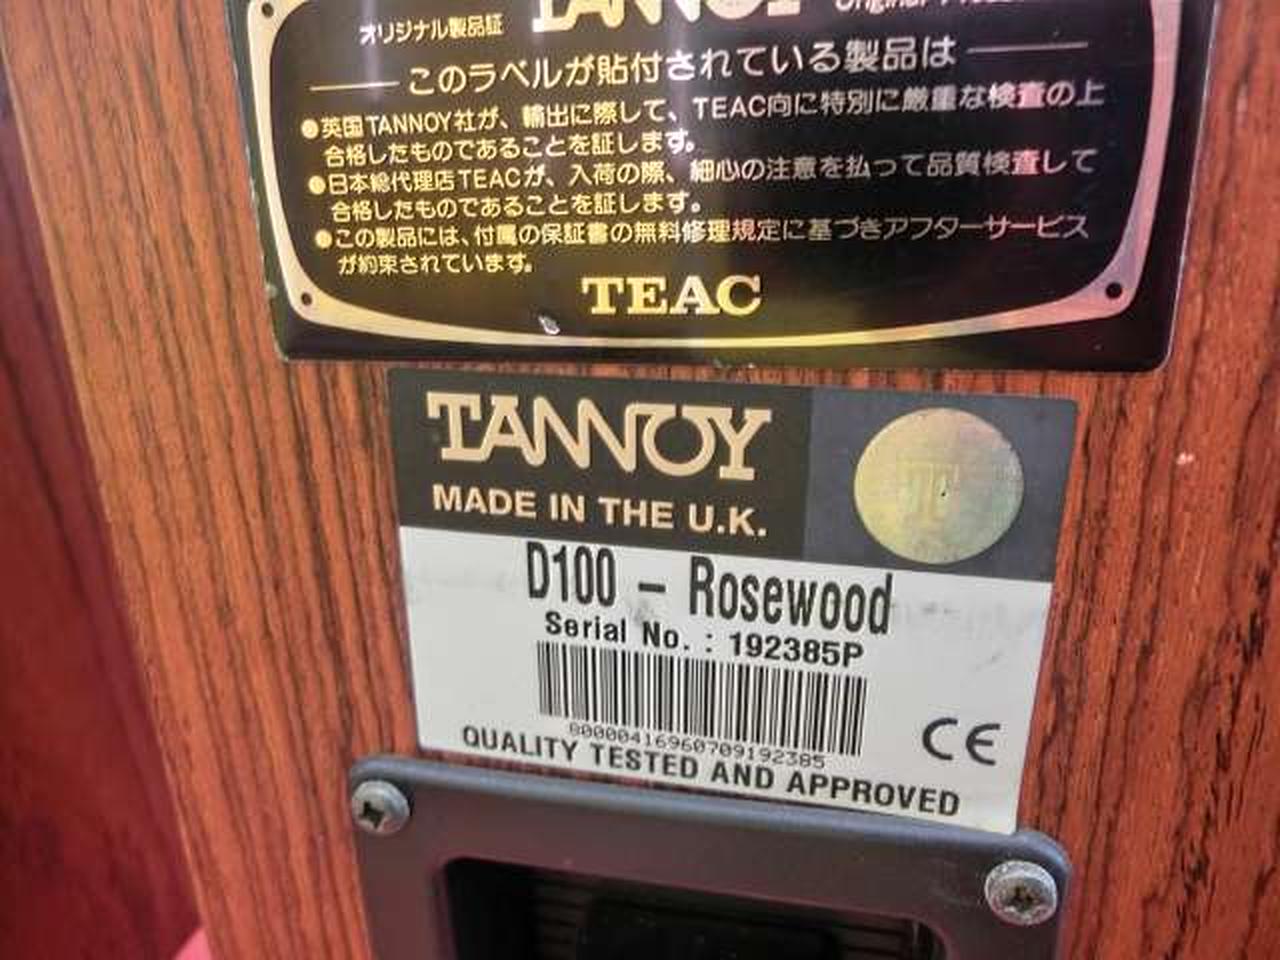 TANNOY Original
オリジナル製品証
このラベルが貼付されている製品は
●英国TANNOY社が、輸出に際して、TEAC向に特別に厳重な検査の上
合格したものであることを証します。
●日本総代理店TEACが、入荷の際、細心の注意を払って品質検査して
合格したものであることを証します。
●この製品には、付属の保証書の無料修理規定に基づきアフターサービス
が約束されています。
TEAC
TANNOY
T
MADE IN THE U.K.
D100 - Rosewood
Serial No. : 192385P
80000416960709192385
CE
QUALITY TESTED AND APPROVED